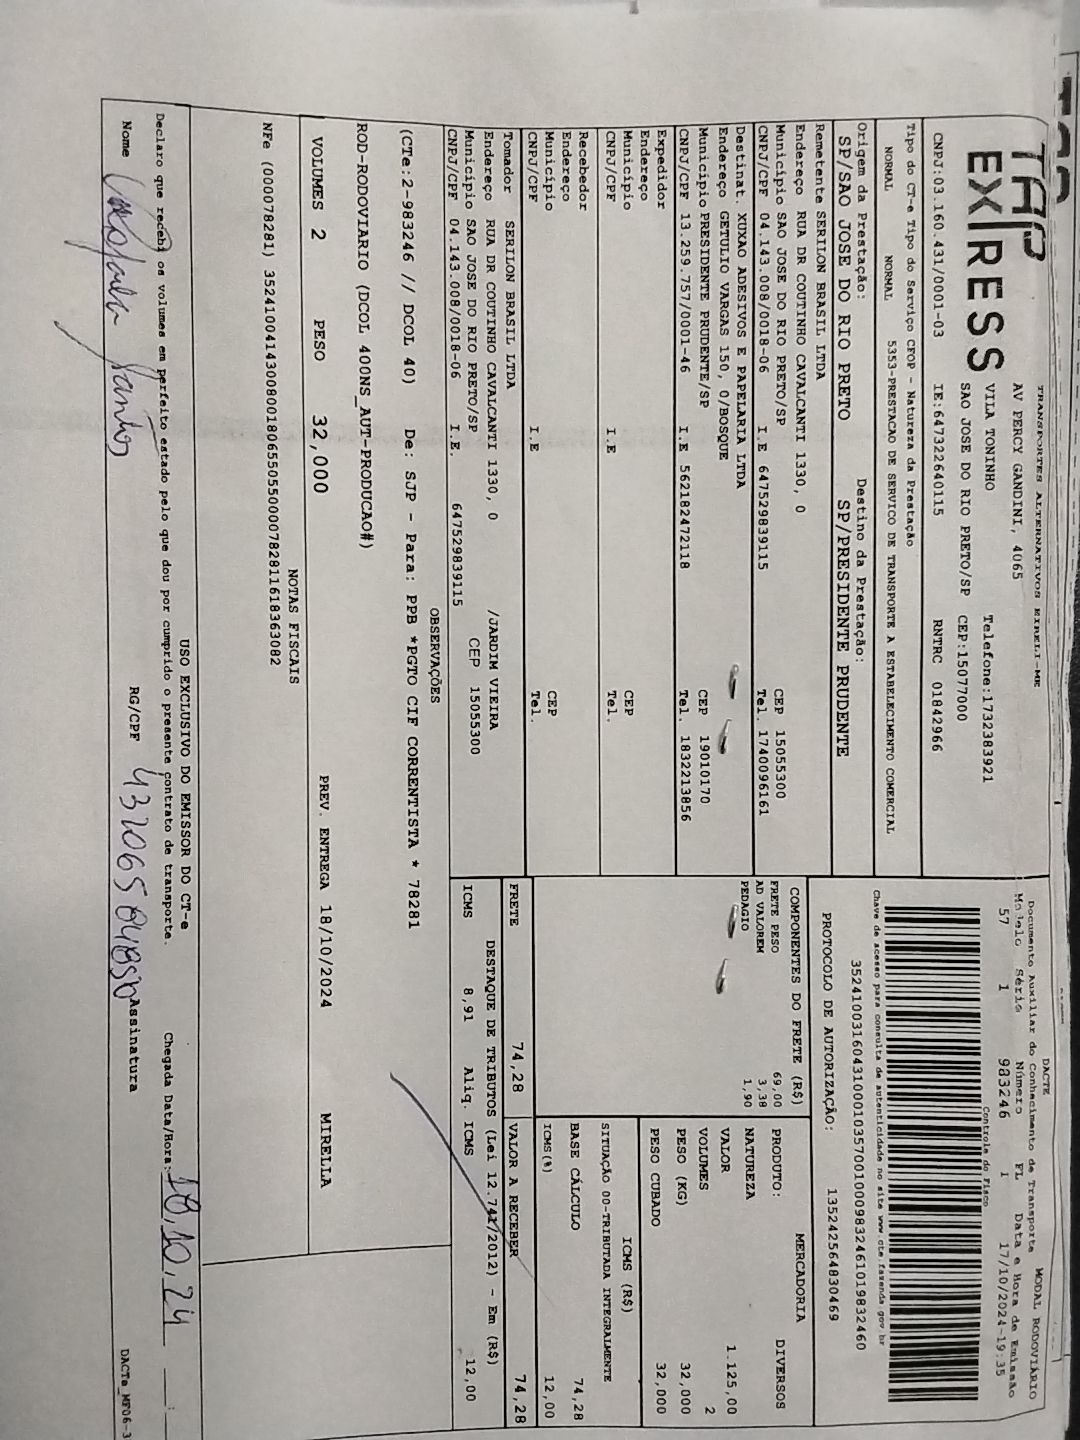 TAP
EXPRESS
TRANSPORTES ALTERNATIVOS EIRELI-ME
AV PERCY GANDINI, 4065
VILA TONINHO Telefone:1732383921
SAO JOSE DO RIO PRETO/SP CEP:15077000
CNPJ:03.160.431/0001-03 IE:647322640115 RNTRC 01842966
Tipo do CT-e Tipo do Serviço CFOP - Natureza da Prestação
NORMAL NORMAL 5353-PRESTACAO DE SERVICO DE TRANSPORTE A ESTABELECIMENTO COMERCIAL
Origem da Prestação: Destino da Prestação:
SP/SAO JOSE DO RIO PRETO SP/PRESIDENTE PRUDENTE
Remetente SERILON BRASIL LTDA
Endereço RUA DR COUTINHO CAVALCANTI 1330, 0
Município SAO JOSE DO RIO PRETO/SP CEP 15055300
CNPJ/CPF 04.143.008/0018-06 I.E 647529839115 Tel. 1740096161
Destinat. XUXAO ADESIVOS E PAPELARIA LTDA
Endereço GETULIO VARGAS 150, 0/BOSQUE
Município PRESIDENTE PRUDENTE/SP CEP 19010170
CNPJ/CPF 13.259.757/0001-46 I.E 562182472118 Tel. 1832213856
Expedidor
Endereço
Município CEP
CNPJ/CPF I.E Tel.
Recebedor
Endereço
Município CEP
CNPJ/CPF I.E Tel.
Tomador SERILON BRASIL LTDA
Endereço RUA DR COUTINHO CAVALCANTI 1330, 0 /JARDIM VIEIRA
Município SAO JOSE DO RIO PRETO/SP CEP 15055300
CNPJ/CPF 04.143.008/0018-06 I.E. 647529839115
DACTE MODAL RODOVIÁRIO
Documento Auxiliar do Conhecimento de Transporte
Modelo Série Número FL Data e Hora de Emissão
57 1 983246 1 17/10/2024-19:35
Controle do Fisco
Chave de acesso para consulta de autenticidade no site www.cte.fazenda.gov.br
35241003160431000103570010009832461019832460
PROTOCOLO DE AUTORIZAÇÃO: 135242564830469
COMPONENTES DO FRETE (R$)
FRETE PESO 69,00
AD VALOREM 3,38
PEDAGIO 1,90
MERCADORIA
PRODUTO: DIVERSOS
NATUREZA
VALOR 1.125,00
VOLUMES 2
PESO (KG) 32,000
PESO CUBADO 32,000
ICMS (R$)
SITUAÇÃO 00-TRIBUTADA INTEGRALMENTE
BASE CÁLCULO 74,28
ICMS(%) 12,00
FRETE 74,28 VALOR A RECEBER 74,28
DESTAQUE DE TRIBUTOS (Lei 12.741/2012) - Em (R$)
ICMS 8,91 Aliq. ICMS 12,00
OBSERVAÇÕES
(CTe:2-983246 // DCOL 40) De: SJP - Para: PPB *PGTO CIF CORRENTISTA * 78281
ROD-RODOVIARIO (DCOL 400NS_AUT-PRODUCAO#)
VOLUMES 2 PESO 32,000 PREV. ENTREGA 18/10/2024 MIRELLA
NOTAS FISCAIS
NFe (000078281) 35241004143008001806550550000782811618363082
USO EXCLUSIVO DO EMISSOR DO CT-e
Declaro que recebi os volumes em perfeito estado pelo que dou por cumprido o presente contrato de transporte. Chegada Data/Hora: 18,10,24 :
Nome Santos RG/CPF Assinatura
DACTe_MF06-3